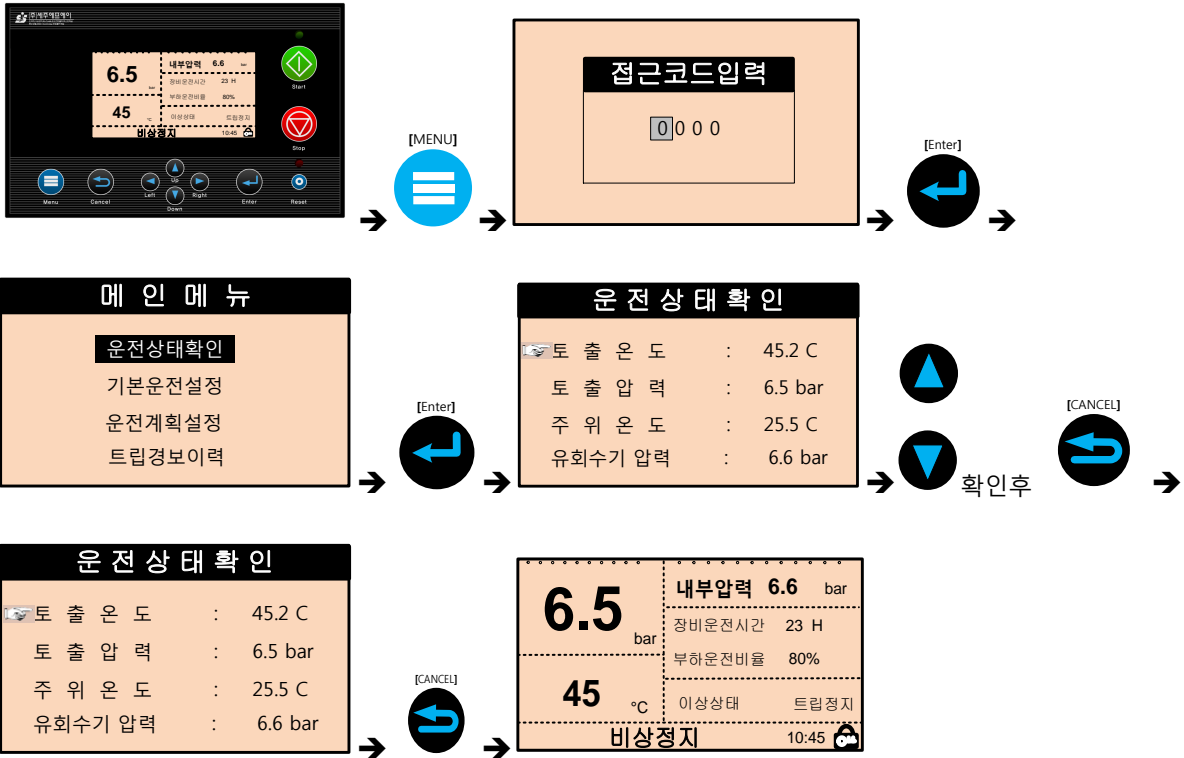 (주)세주에프에이
6.5 bar
내부압력 6.6 bar
장비운전시간 23 H
부하운전비율 80%
45 ℃
이상상태 트립정지
비상정지 10:45
Start
Stop
Menu
Cancel
Left
Up
Down
Right
Enter
Reset
[MENU]
접근코드입력
0 0 0 0
[Enter]
메 인 메 뉴
운전상태확인
기본운전설정
운전계획설정
트립경보이력
[Enter]
운 전 상 태 확 인
토 출 온 도 : 45.2 C
토 출 압 력 : 6.5 bar
주 위 온 도 : 25.5 C
유회수기 압력 : 6.6 bar
확인후
[CANCEL]
운 전 상 태 확 인
토 출 온 도 : 45.2 C
토 출 압 력 : 6.5 bar
주 위 온 도 : 25.5 C
유회수기 압력 : 6.6 bar
[CANCEL]
6.5 bar
내부압력 6.6 bar
장비운전시간 23 H
부하운전비율 80%
45 °C
이상상태 트립정지
비상정지 10:45